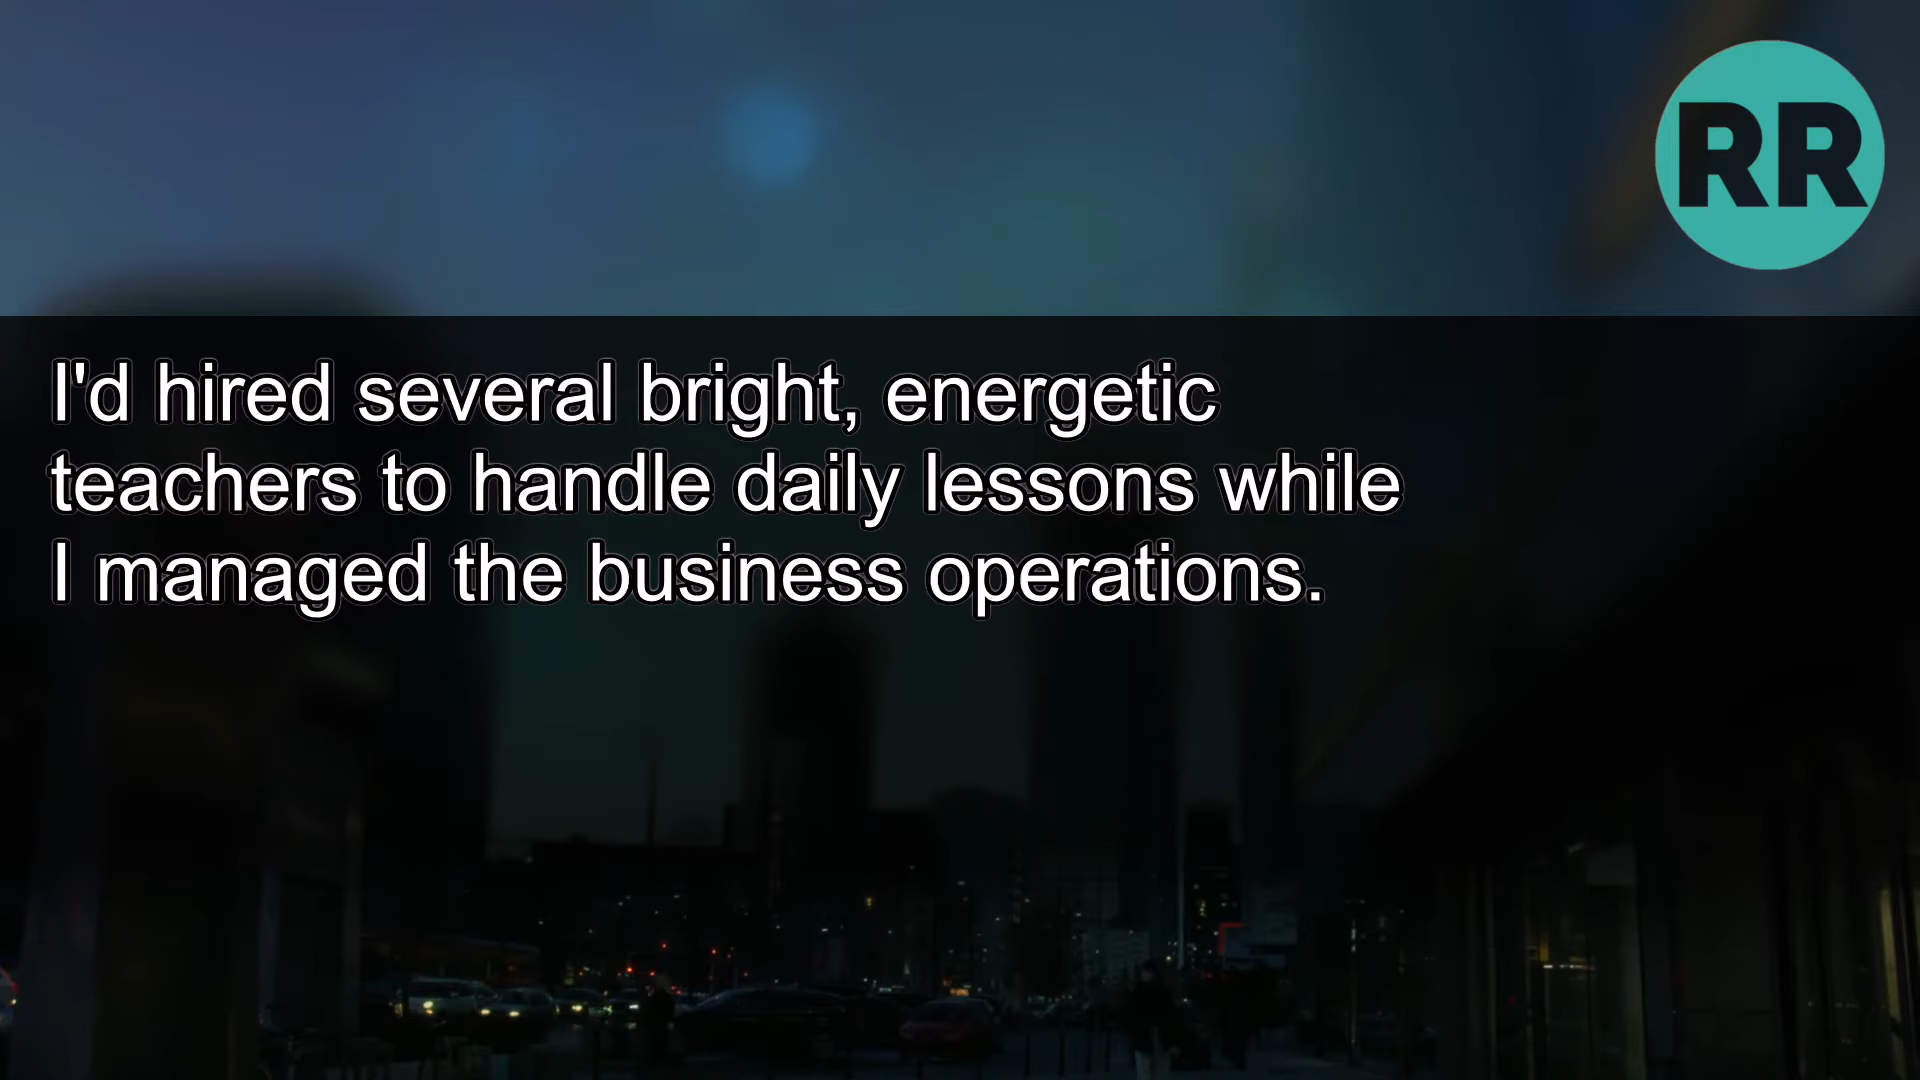 RR
I'd hired several bright, energetic
teachers to handle daily lessons while
I managed the business operations.